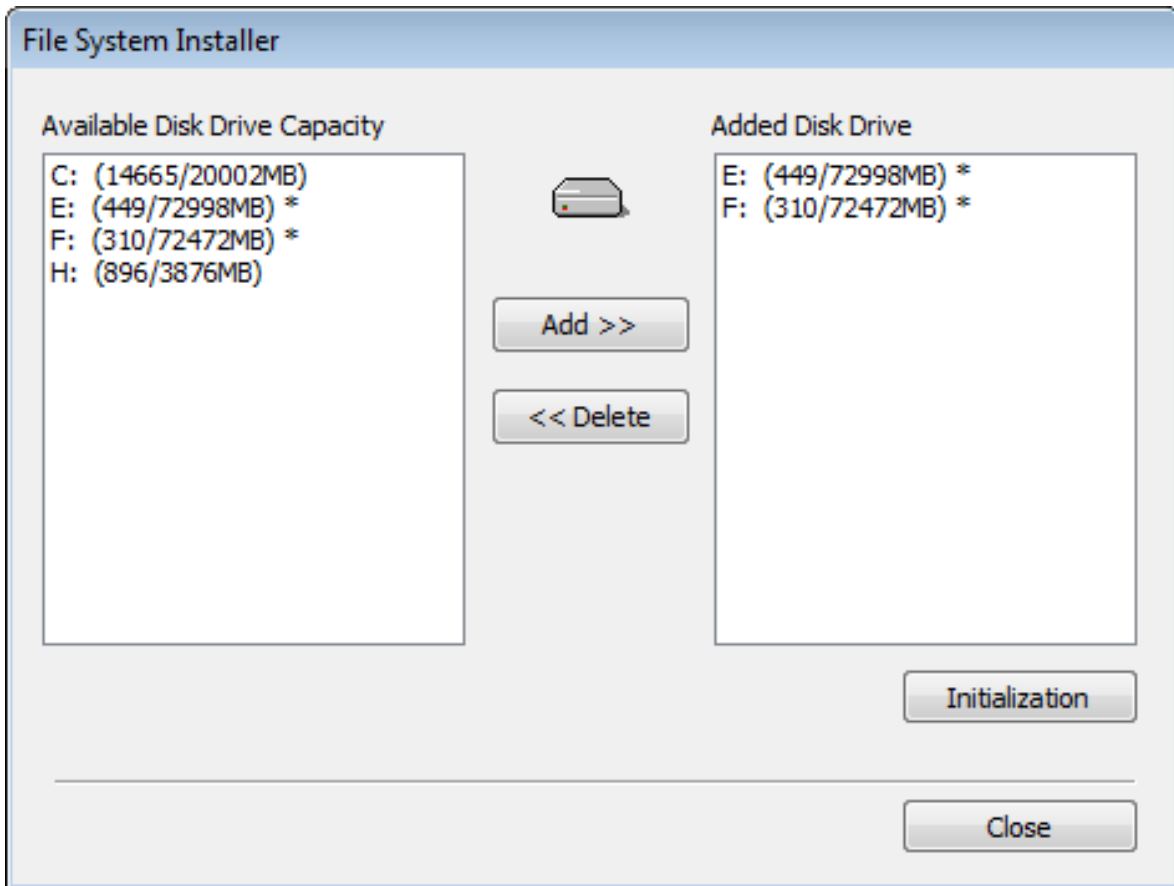 File System Installer
Available Disk Drive Capacity
Added Disk Drive
C: (14665/20002MB)
E: (449/72998MB) *
F: (310/72472MB) *
H: (896/3876MB)
Add >>
<< Delete
E: (449/72998MB) *
F: (310/72472MB) *
Initialization
Close